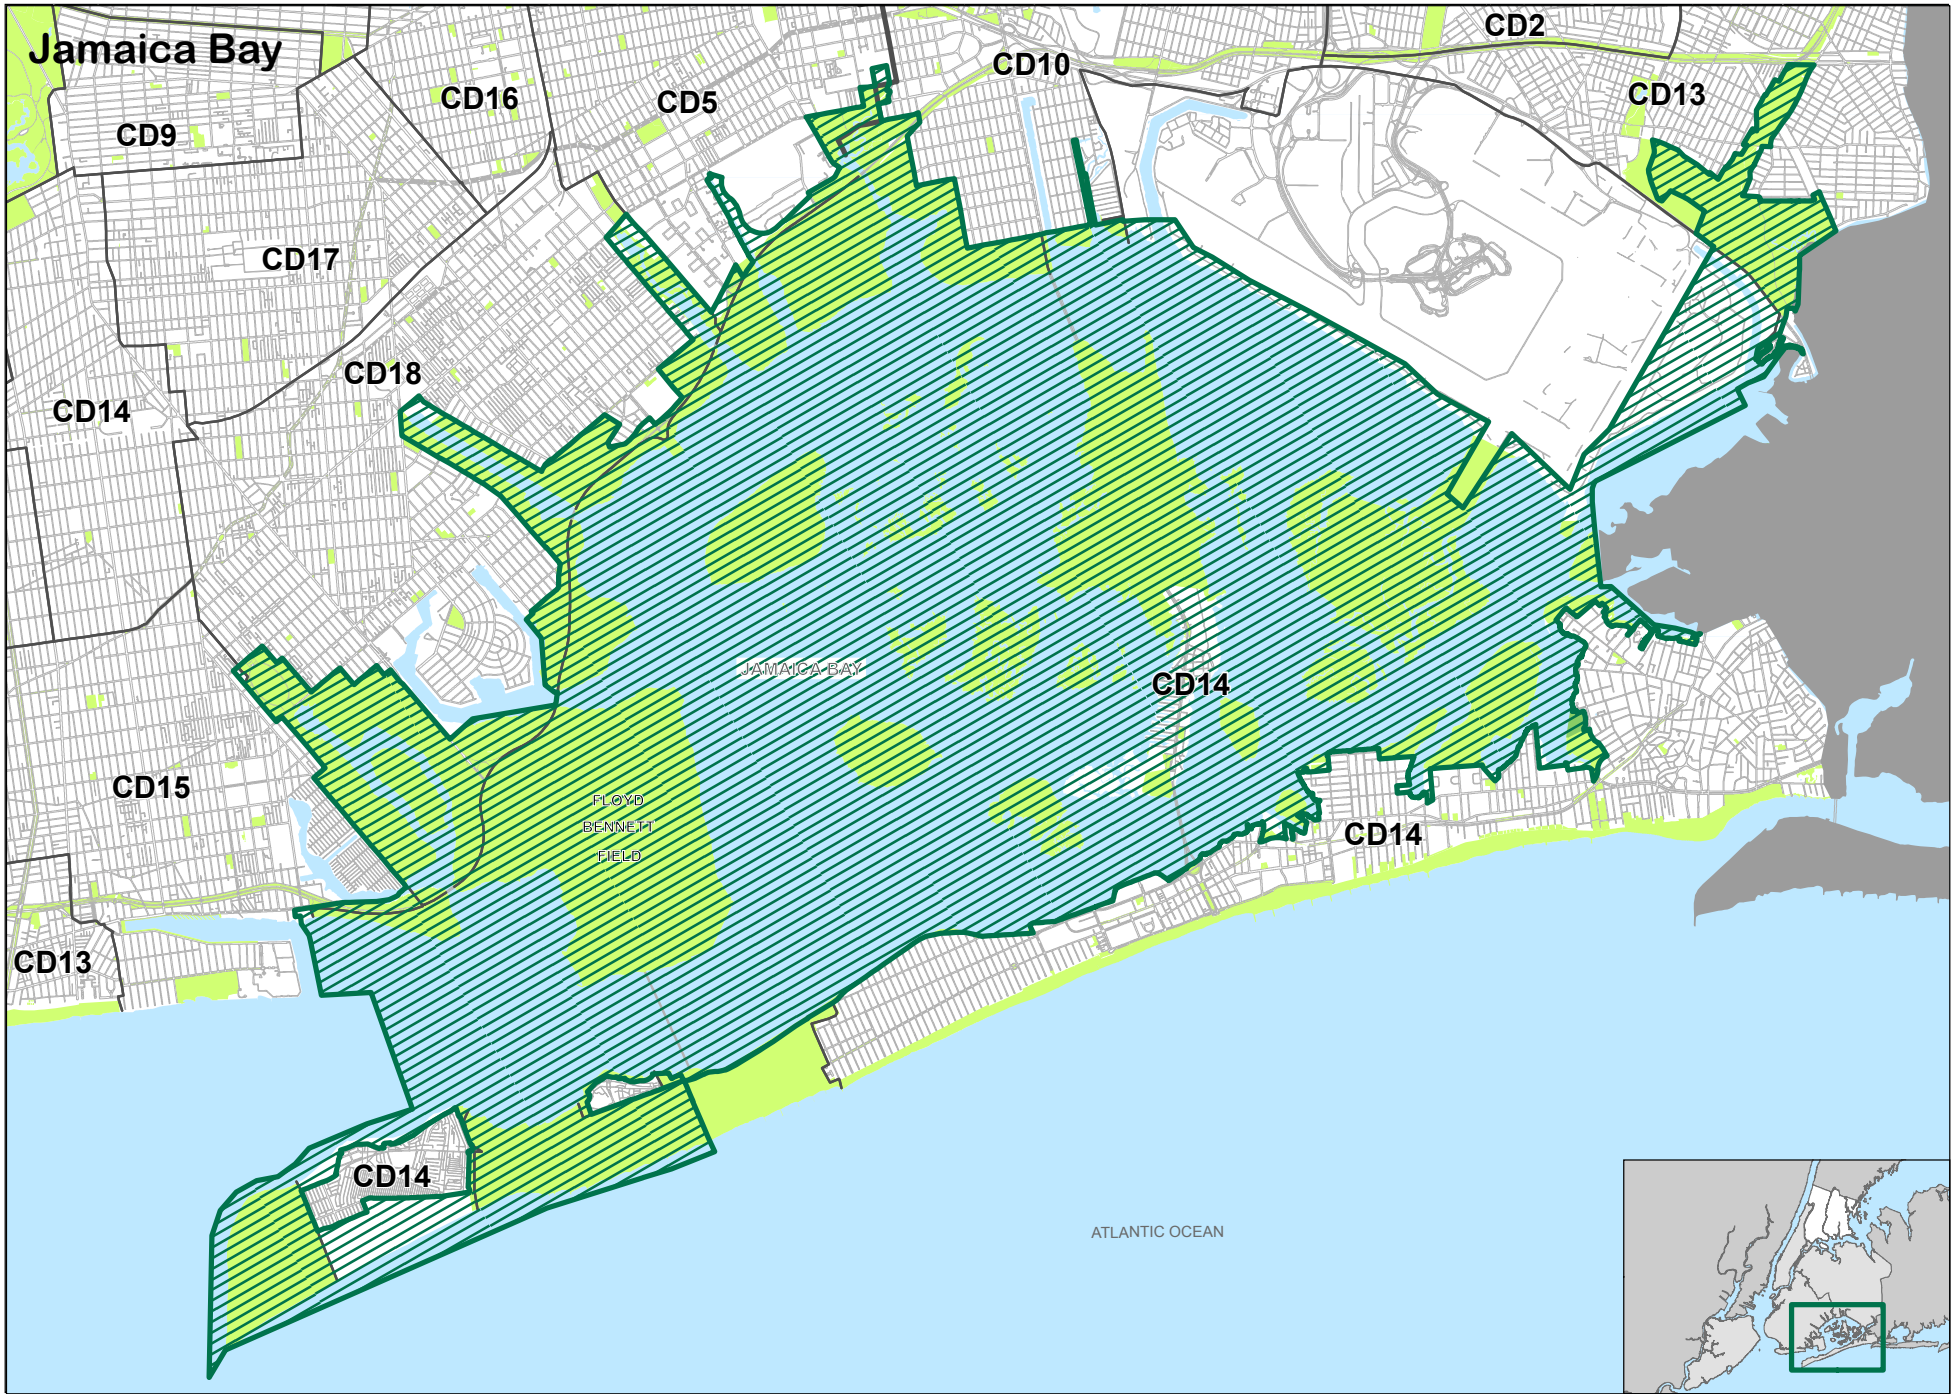 Jamaica Bay
CD2
CD10
CD16
CD5
CD13
CD9
CD17
CD18
CD14
JAMAICA BAY
CD14
CD15
FLOYD
BENNETT
FIELD
CD14
CD13
CD14
ATLANTIC OCEAN